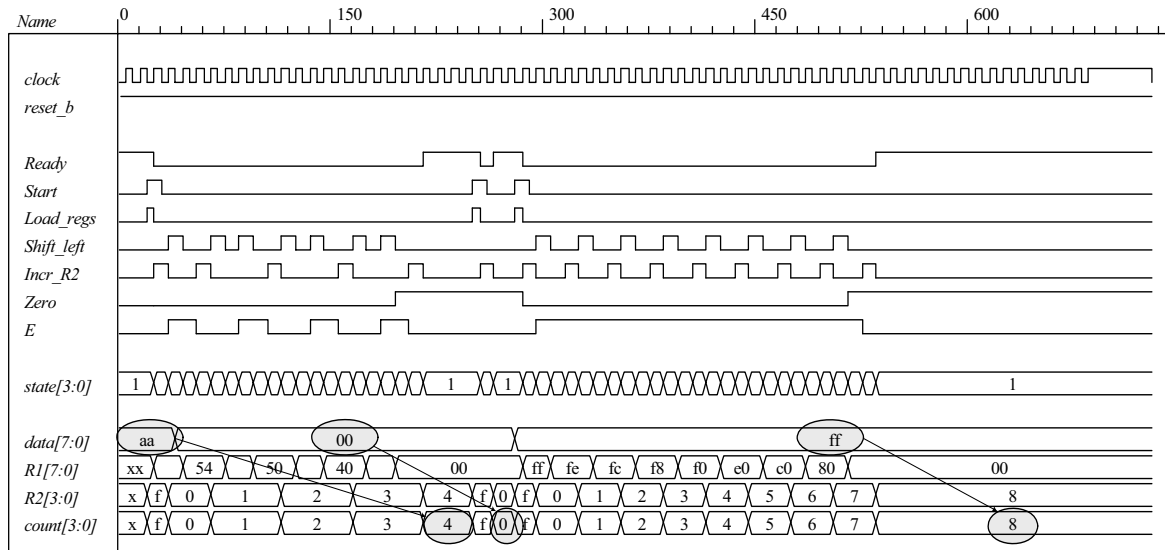 Name 0 150 300 450 600
clock
reset_b
Ready
Start
Load_regs
Shift_left
Incr_R2
Zero
E
state[3:0] 1 1 1 1
data[7:0] aa 00 ff
R1[7:0] xx 54 50 40 00 ff fe fc f8 f0 e0 c0 80 00
R2[3:0] x f 0 1 2 3 4 f 0 f 0 1 2 3 4 5 6 7 8
count[3:0] x f 0 1 2 3 4 f 0 f 0 1 2 3 4 5 6 7 8